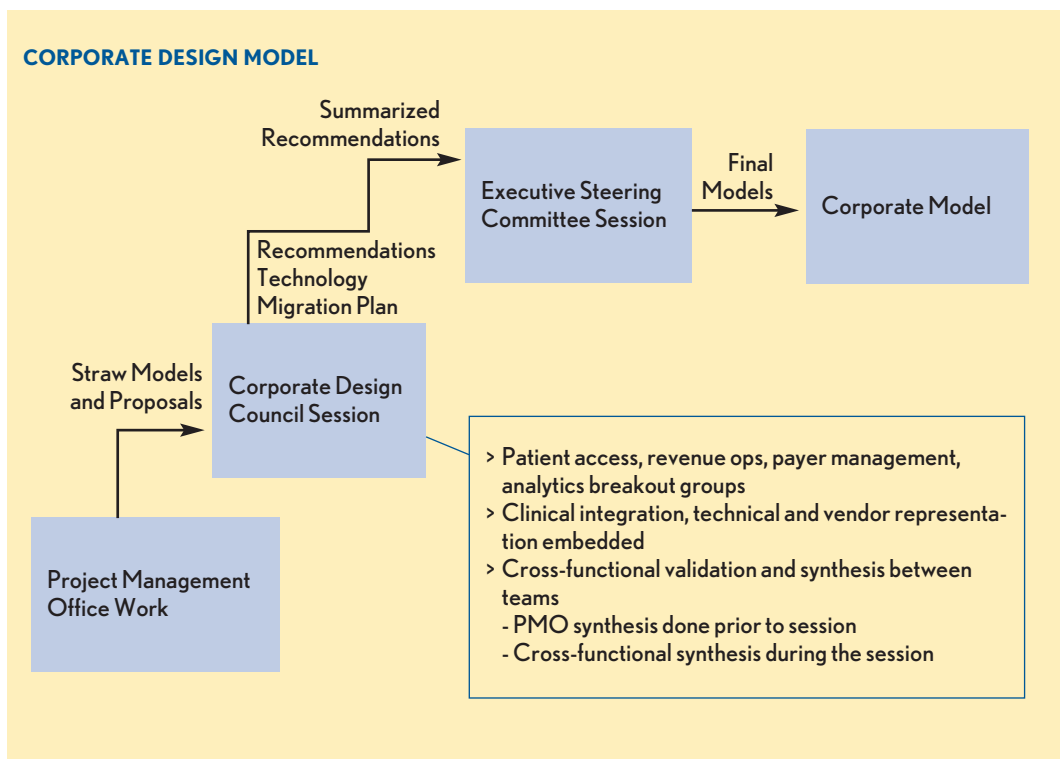 CORPORATE DESIGN MODEL
Summarized
Recommendations
Executive Steering
Committee Session
Final
Models
Corporate Model
Recommendations
Technology
Migration Plan
Straw Models
and Proposals
Corporate Design
Council Session
> Patient access, revenue ops, payer management,
analytics breakout groups
> Clinical integration, technical and vendor representa-
tion embedded
> Cross-functional validation and synthesis between
teams
- PMO synthesis done prior to session
- Cross-functional synthesis during the session
Project Management
Office Work